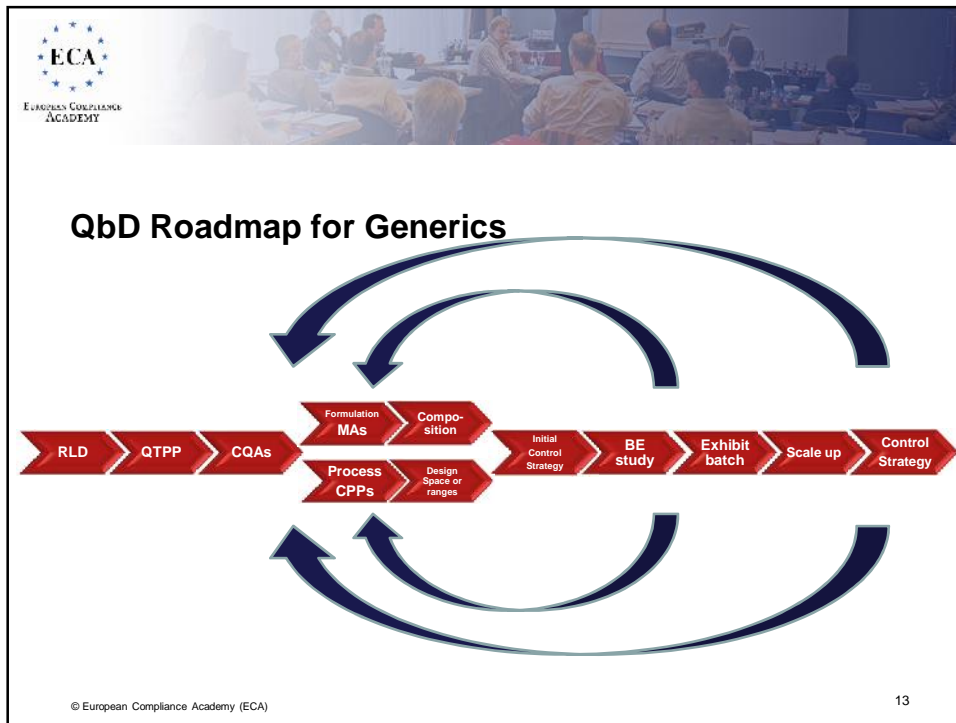 ECA
EUROPEAN COMPLIANCE
ACADEMY
QbD Roadmap for Generics
RLD
QTPP
CQAs
Formulation
MAs
Compo-
sition
Process
CPPs
Design
Space or
ranges
Initial
Control
Strategy
BE
study
Exhibit
batch
Scale up
Control
Strategy
© European Compliance Academy (ECA)
13